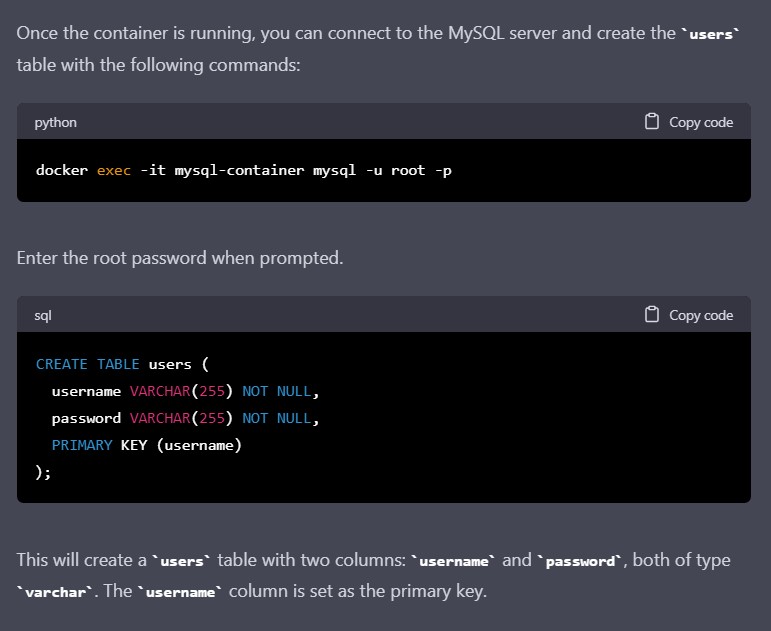 Once the container is running, you can connect to the MySQL server and create the `users`
table with the following commands:
python
Copy code
docker exec -it mysql-container mysql -u root -p
Enter the root password when prompted.
sql
Copy code
CREATE TABLE users (
  username VARCHAR(255) NOT NULL,
  password VARCHAR(255) NOT NULL,
  PRIMARY KEY (username)
);
This will create a `users` table with two columns: `username` and `password`, both of type
`varchar`. The `username` column is set as the primary key.